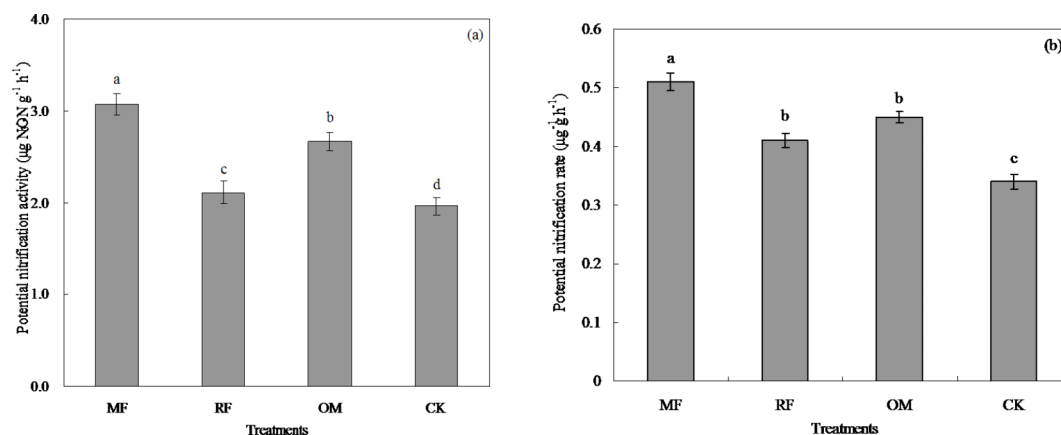 (a)
Potential nitrification activity (µg NON g⁻¹ h⁻¹)
4.0
3.0
2.0
1.0
0.0
a
c
b
d
MF RF OM CK
Treatments
(b)
Potential nitrification rate (µg⁻¹g h⁻¹)
0.6
0.5
0.4
0.3
0.2
0.1
0
a
b
b
c
MF RF OM CK
Treatments